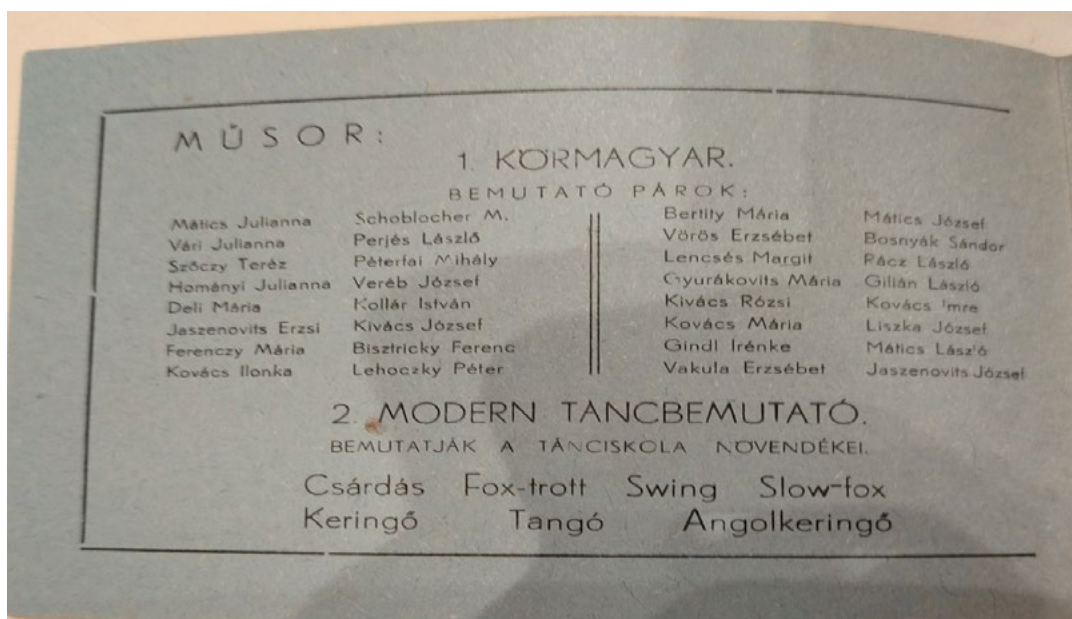 MŰSOR:
1. KÖRMAGYAR.
BEMUTATÓ PÁROK:
Mátics Julianna Schoblocher M. Bertity Mária Mátics József
Vári Julianna Perjés László Vörös Erzsébet Bosnyák Sándor
Szőczy Teréz Péterfai Mihály Lencsés Margit Rácz László
Hományi Julianna Veréb József Gyurákovits Mária Gilián László
Deli Mária Kollár István Kivács Rózsi Kovács Imre
Jaszenovits Erzsi Kivács József Kovács Mária Liszka József
Ferenczy Mária Bisztricky Ferenc Gindl Irénke Mátics László
Kovács Ilonka Lehoczky Péter Vakula Erzsébet Jaszenovits József
2. MODERN TÁNCBEMUTATÓ.
BEMUTATJÁK A TÁNCISKOLA NÖVENDÉKEI.
Csárdás Fox-trott Swing Slow-fox
Keringő Tangó Angolkeringő